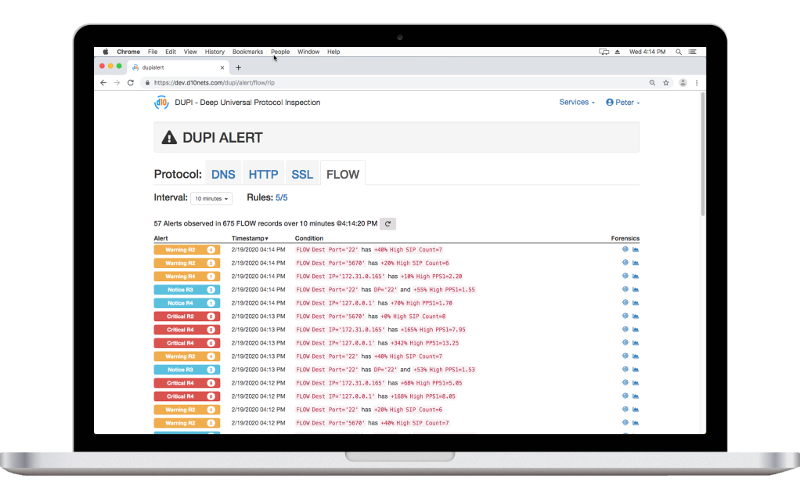 Chrome File Edit View History Bookmarks People Window Help Wed 4:14 PM
dupialert
https://dev.d10nets.com/dupi/alert/flow/rip
d10 DUPI - Deep Universal Protocol Inspection Services Peter
DUPI ALERT
Protocol: DNS HTTP SSL FLOW
Interval: 10 minutes Rules: 5/5
57 Alerts observed in 675 FLOW records over 10 minutes @4:14:20 PM
Alert Timestamp Condition Forensics
Warning R2 2/19/2020 04:14 PM FLOW Dest Port='22' has +40% High SIP Count=7
Warning R2 2/19/2020 04:14 PM FLOW Dest Port='5670' has +20% High SIP Count=6
Warning R4 2/19/2020 04:14 PM FLOW Dest IP='172.31.0.165' has +10% High PPS1=2.20
Notice R3 2/19/2020 04:14 PM FLOW Dest Port='22' has DP='22' and +55% High PPS1=1.55
Notice R4 2/19/2020 04:14 PM FLOW Dest IP='127.0.0.1' has +70% High PPS1=1.70
Critical R2 2/19/2020 04:13 PM FLOW Dest Port='5670' has +0% High SIP Count=8
Critical R4 2/19/2020 04:13 PM FLOW Dest IP='172.31.0.165' has +165% High PPS1=7.95
Critical R4 2/19/2020 04:13 PM FLOW Dest IP='127.0.0.1' has +342% High PPS1=13.25
Warning R2 2/19/2020 04:13 PM FLOW Dest Port='22' has +40% High SIP Count=7
Notice R3 2/19/2020 04:13 PM FLOW Dest Port='22' has DP='22' and +53% High PPS1=1.53
Critical R4 2/19/2020 04:12 PM FLOW Dest IP='172.31.0.165' has +68% High PPS1=5.05
Critical R4 2/19/2020 04:12 PM FLOW Dest IP='127.0.0.1' has +168% High PPS1=8.05
Warning R2 2/19/2020 04:12 PM FLOW Dest Port='22' has +20% High SIP Count=6
Warning R2 2/19/2020 04:12 PM FLOW Dest Port='5670' has +40% High SIP Count=7